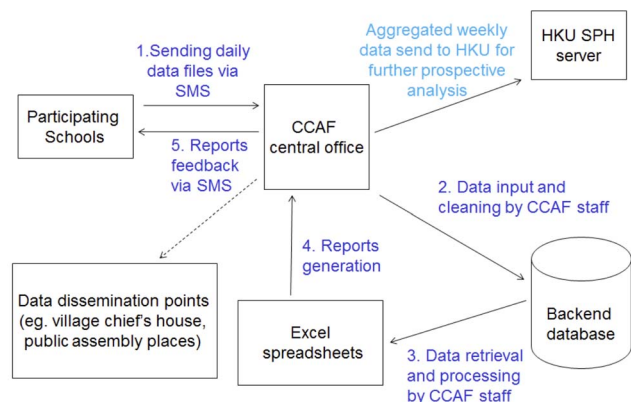 1.Sending daily
data files via
SMS
Aggregated weekly
data send to HKU for
further prospective
analysis
HKU SPH
server
Participating
Schools
CCAF
central office
5. Reports
feedback
via SMS
2. Data input and
cleaning by CCAF staff
4. Reports
generation
Data dissemination points
(eg. village chief's house,
public assembly places)
Excel
spreadsheets
Backend
database
3. Data retrieval
and processing
by CCAF staff